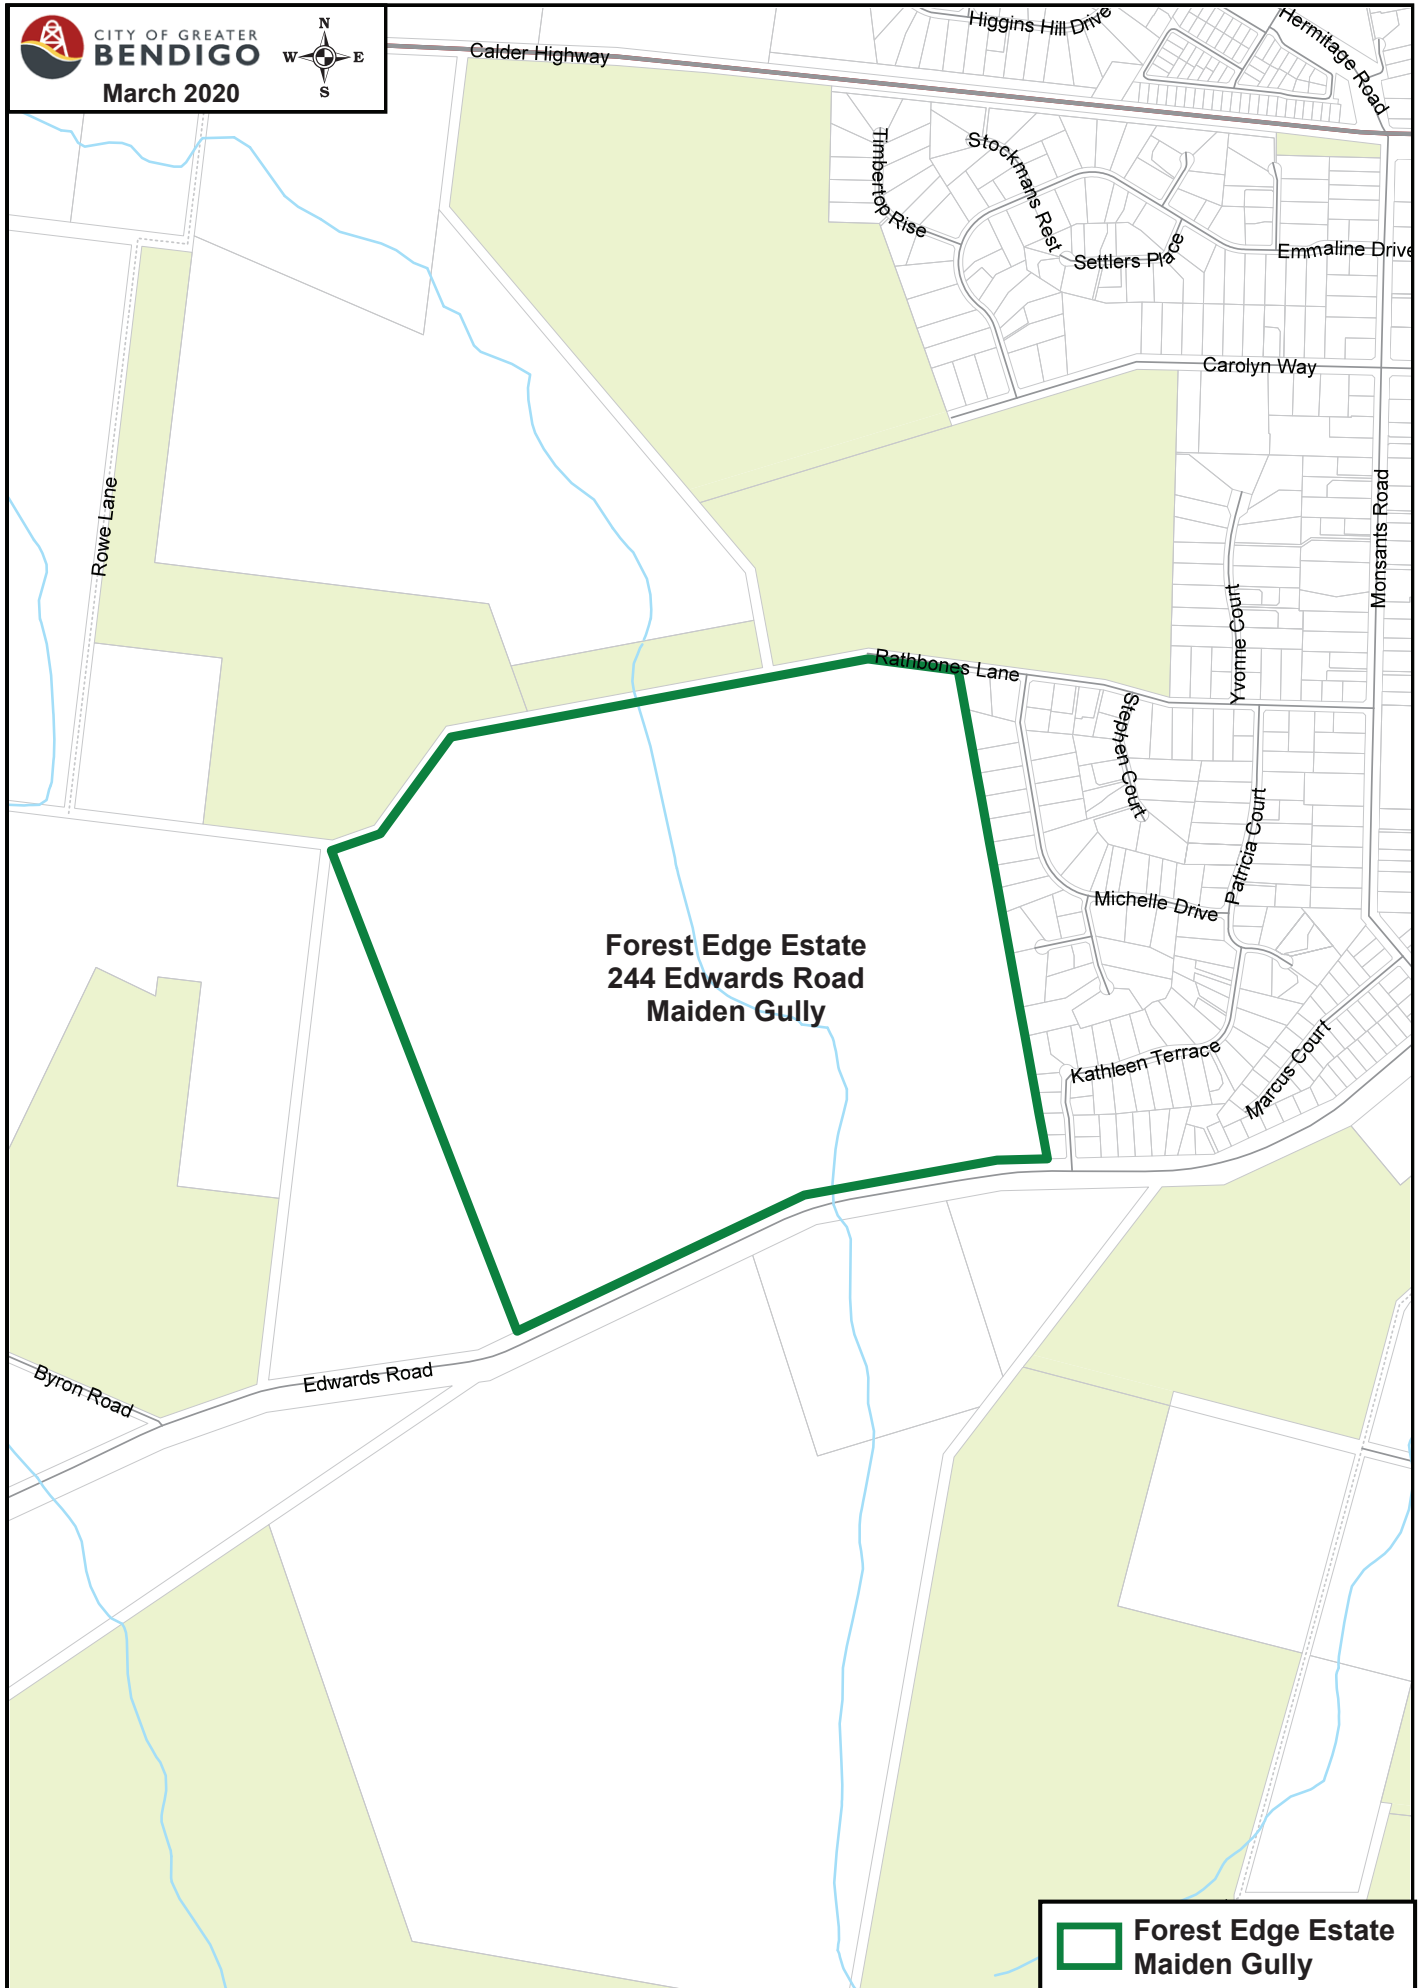 CITY OF GREATER
BENDIGO
March 2020
N
W E
S
Calder Highway
Higgins Hill Drive
Hermitage Road
Timbertop Rise
Stockmans Rest
Settlers Place
Emmaline Drive
Carolyn Way
Rowe Lane
Monsants Road
Yvonne Court
Rathbones Lane
Stephen Court
Patricia Court
Michelle Drive
Forest Edge Estate
244 Edwards Road
Maiden Gully
Kathleen Terrace
Marcus Court
Byron Road
Edwards Road
Forest Edge Estate
Maiden Gully